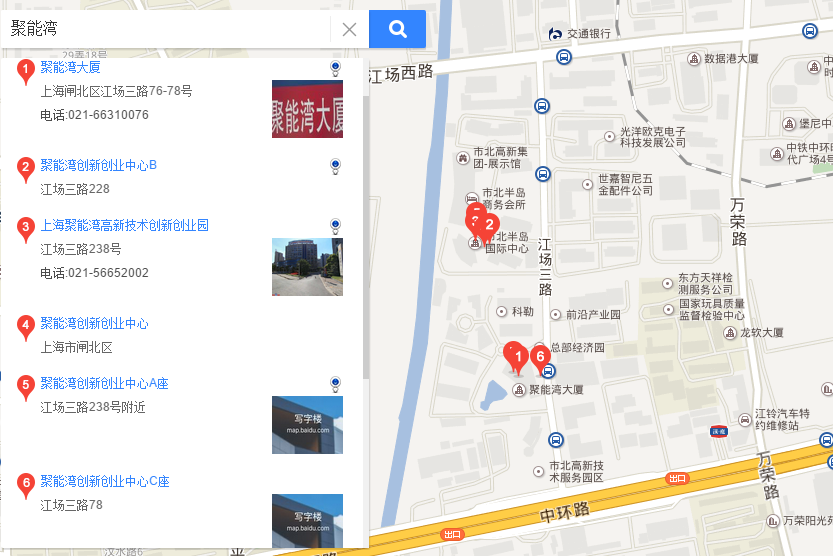 聚能湾
29弄18号
1
聚能湾大厦
上海闸北区江场三路76-78号
电话:021-66310076
聚能湾大厦
2
聚能湾创新创业中心B
江场三路228
3
上海聚能湾高新技术创新创业园
江场三路238号
电话:021-56652002
4
聚能湾创新创业中心
上海市闸北区
5
聚能湾创新创业中心A座
江场三路238号附近
写字楼
map.baidu.com
6
聚能湾创新创业中心C座
江场三路78
写字楼
map.baidu.com
汶水路6
江场西路
交通银行
数据港大厦
中
堡尼中
中铁中环时
代广场4号
光洋欧克电子
科技发展公司
市北高新集
团-展示馆
世嘉智尼五
金配件公司
市北半岛
商务会所
2
市北半岛
国际中心
江场三路
万荣路
东方天祥检
测服务公司
国家玩具质量
监督检验中心
科勒
前沿产业园
龙软大厦
总部经济园
1
6
聚能湾大厦
江铃汽车特
约维修站
市北高新技
术服务园区
万荣路
出口
中环路
出口
万荣阳光苑